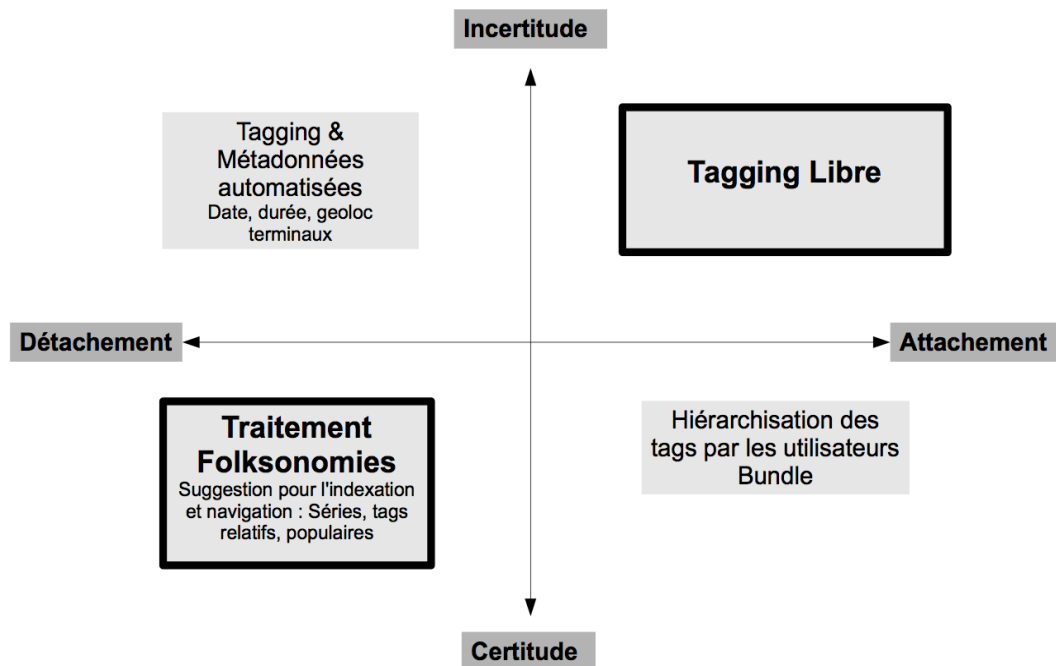 Incertitude
Tagging &
Métadonnées
automatisées
Date, durée, geoloc
terminaux
Tagging Libre
Détachement
Attachement
Traitement
Folksonomies
Suggestion pour l'indexation
et navigation : Séries, tags
relatifs, populaires
Hiérarchisation des
tags par les utilisateurs
Bundle
Certitude